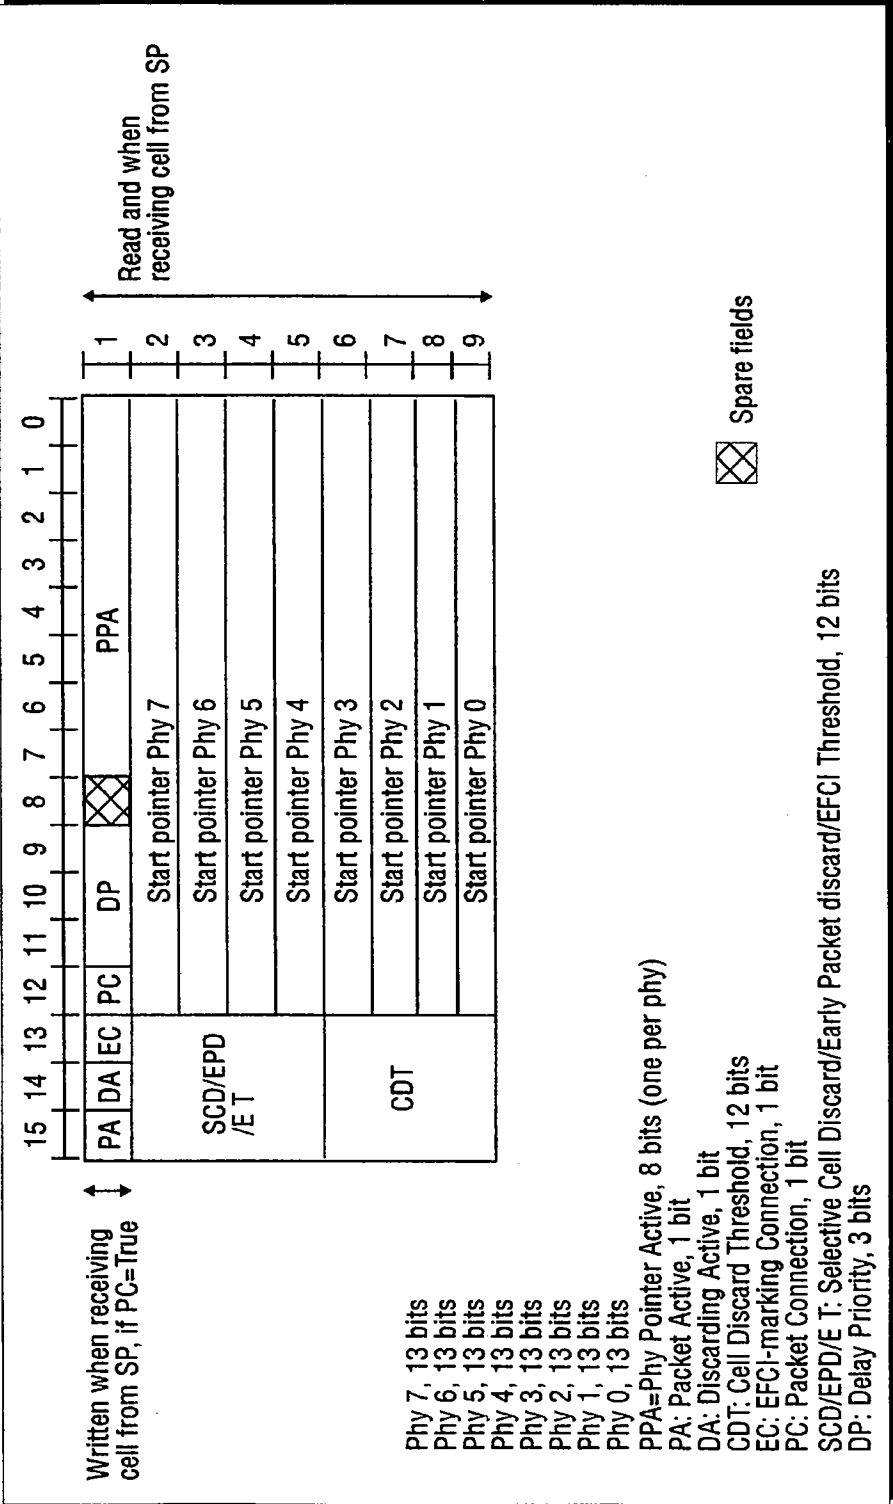 Written when receiving
cell from SP, if PC=True
15 14 13 12 11 10 9 8 7 6 5 4 3 2 1 0
PA DA EC PC DP PPA 1
SCD/EPD
/E T
Start pointer Phy 7 2
Start pointer Phy 6 3
Start pointer Phy 5 4
Start pointer Phy 4 5
CDT
Start pointer Phy 3 6
Start pointer Phy 2 7
Start pointer Phy 1 8
Start pointer Phy 0 9
Read and when
receiving cell from SP
Phy 7, 13 bits
Phy 6, 13 bits
Phy 5, 13 bits
Phy 4, 13 bits
Phy 3, 13 bits
Phy 2, 13 bits
Phy 1, 13 bits
Phy 0, 13 bits
PPA=Phy Pointer Active, 8 bits (one per phy)
PA: Packet Active, 1 bit
DA: Discarding Active, 1 bit
CDT: Cell Discard Threshold, 12 bits
EC: EFCI-marking Connection, 1 bit
PC: Packet Connection, 1 bit
SCD/EPD/E T: Selective Cell Discard/Early Packet discard/EFCI Threshold, 12 bits
DP: Delay Priority, 3 bits
Spare fields